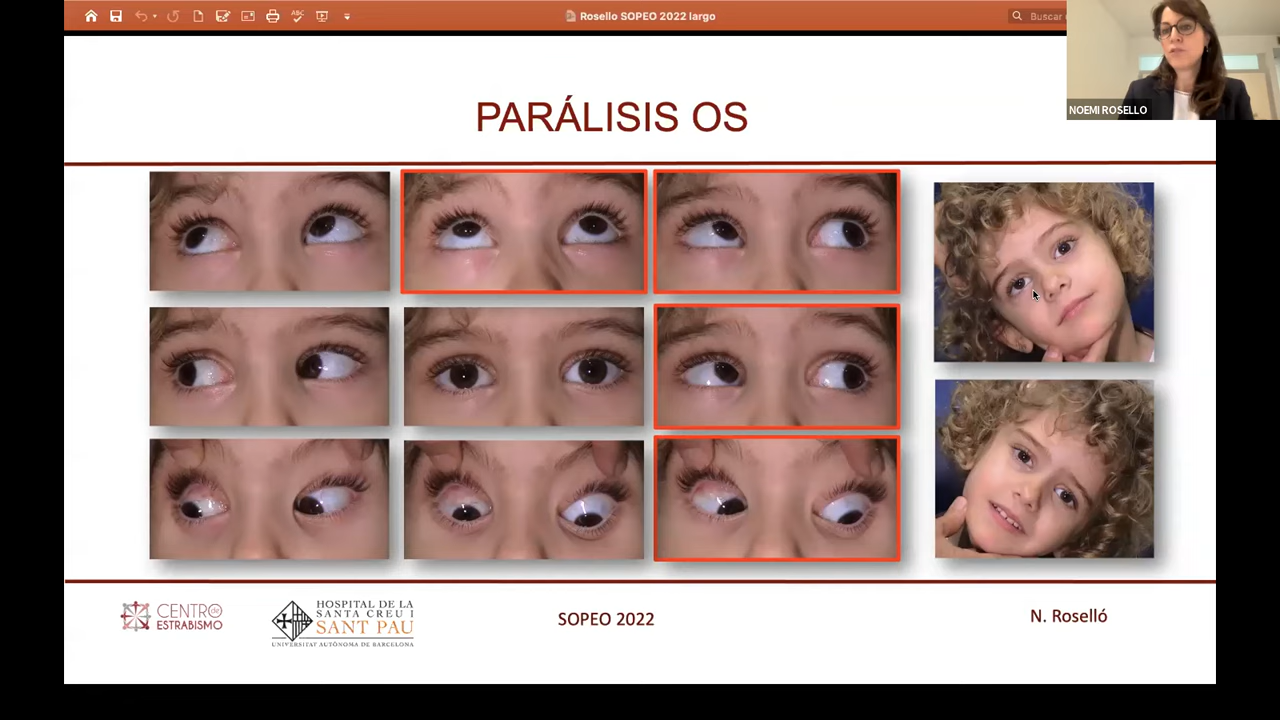 Rosello SOPEO 2022 largo
Buscar
NOEMI ROSELLO
PARÁLISIS OS
CENTRO de
ESTRABISMO
HOSPITAL DE LA
SANTA CREU I
SANT PAU
UNIVERSITAT AUTÒNOMA DE BARCELONA
SOPEO 2022
N. Roselló